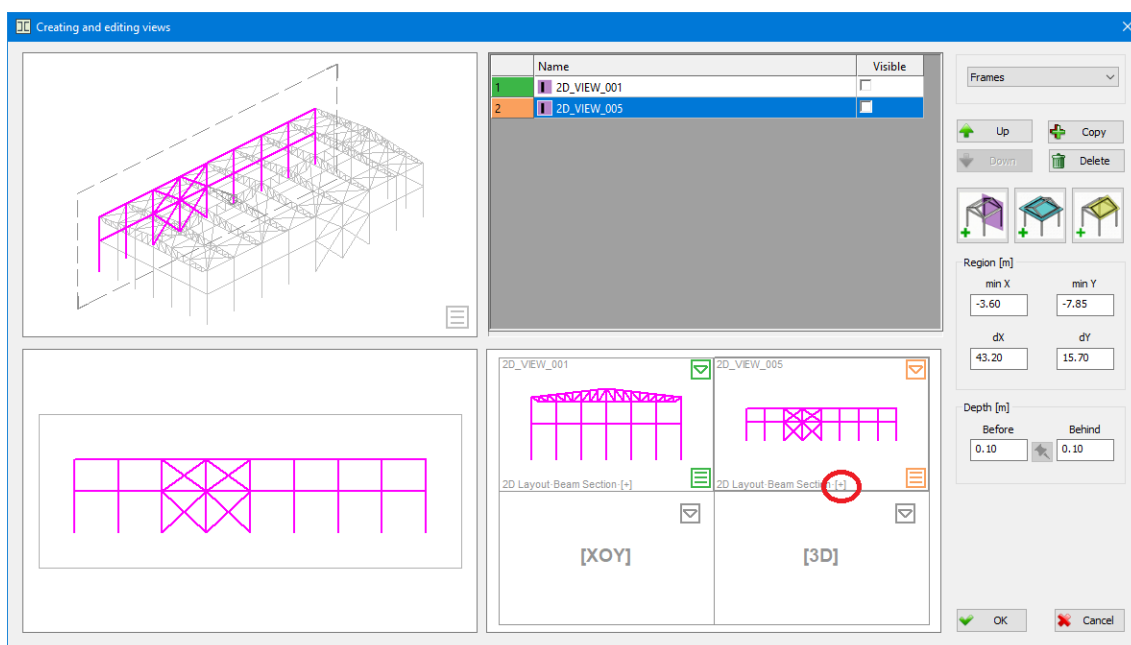 Creating and editing views
Name Visible
1 2D_VIEW_001
2 2D_VIEW_005
Frames
Up Copy
Down Delete
Region [m]
min X min Y
-3.60 -7.85
dX dY
43.20 15.70
Depth [m]
Before Behind
0.10 0.10
2D_VIEW_001 2D_VIEW_005
2D Layout·Beam Section·[+] 2D Layout·Beam Section·[+]
[XOY] [3D]
OK Cancel